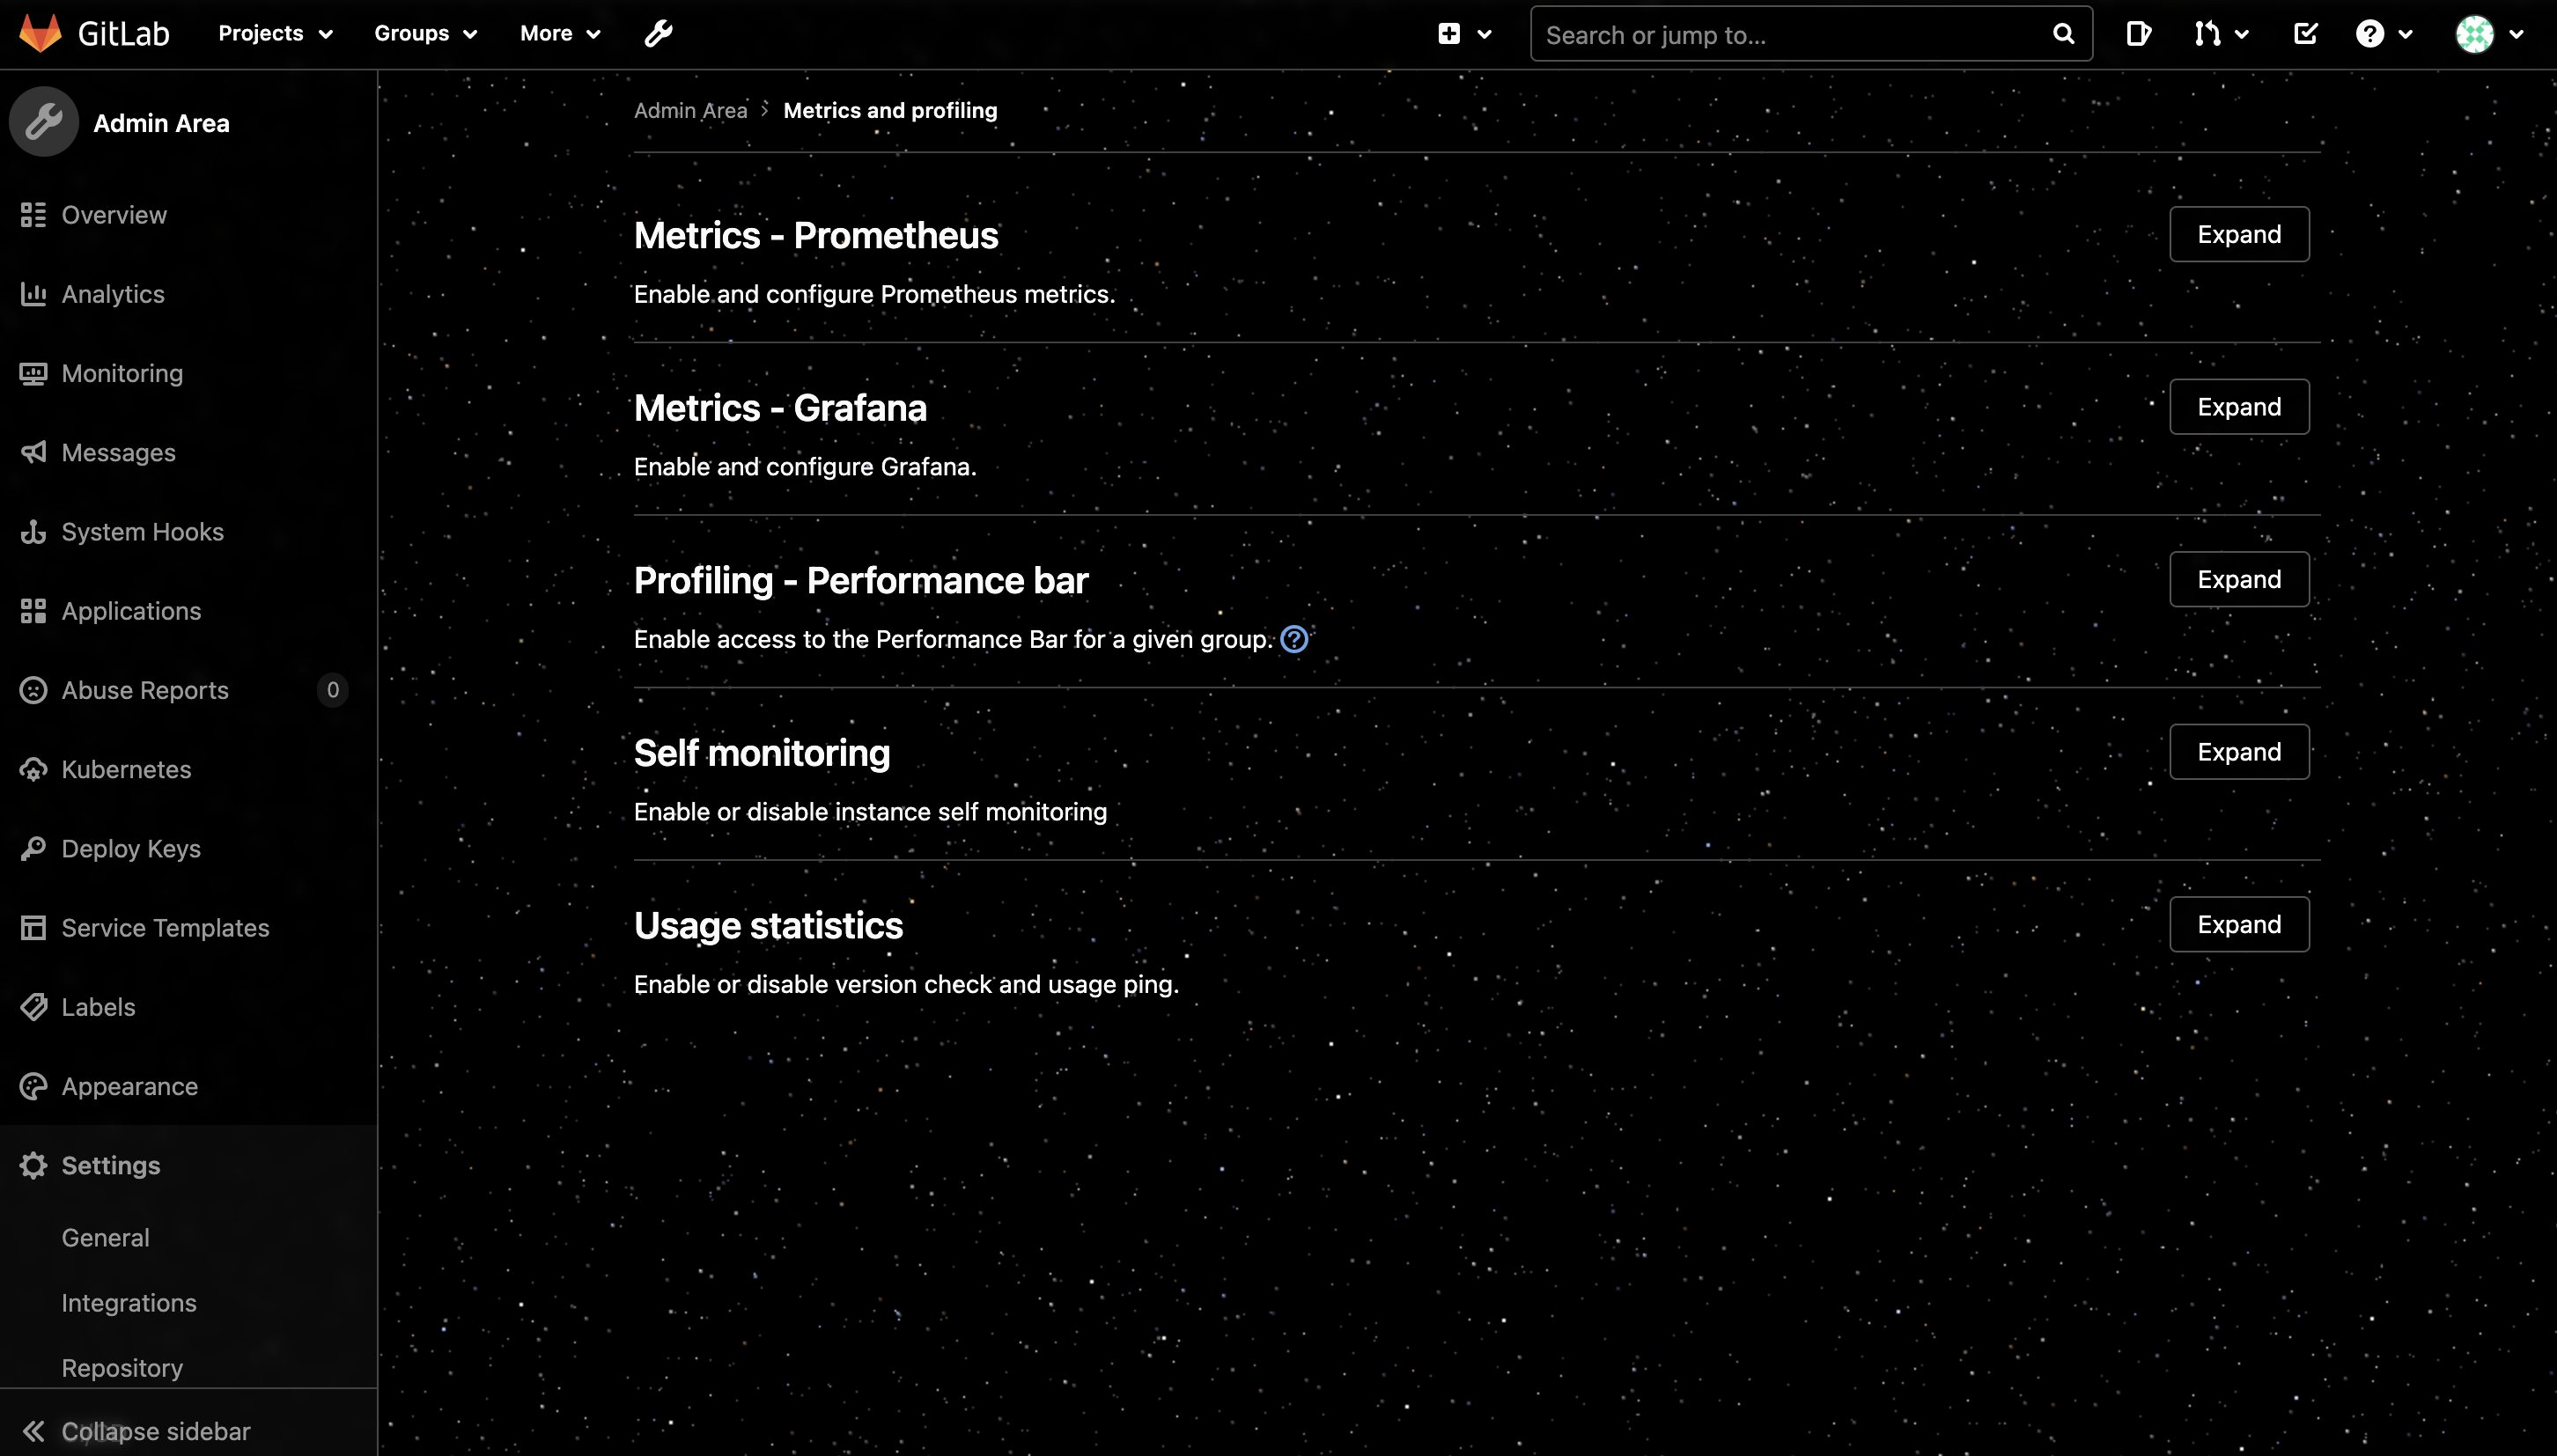 GitLab Projects Groups More Search or jump to...
Admin Area
Overview
Analytics
Monitoring
Messages
System Hooks
Applications
Abuse Reports 0
Kubernetes
Deploy Keys
Service Templates
Labels
Appearance
Settings
General
Integrations
Repository
Collapse sidebar
Admin Area > Metrics and profiling
Metrics - Prometheus
Expand
Enable and configure Prometheus metrics.
Metrics - Grafana
Expand
Enable and configure Grafana.
Profiling - Performance bar
Expand
Enable access to the Performance Bar for a given group.
Self monitoring
Expand
Enable or disable instance self monitoring
Usage statistics
Expand
Enable or disable version check and usage ping.